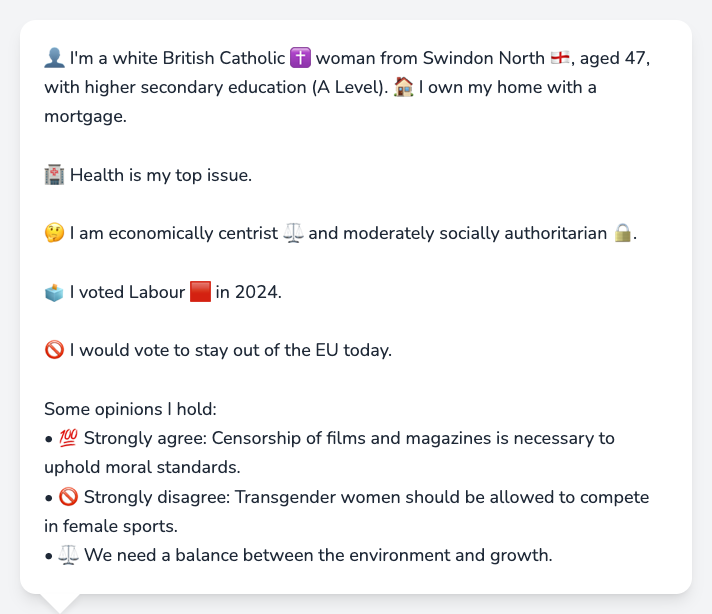 👤 I'm a white British Catholic ✝️ woman from Swindon North 🏴󠁧󠁢󠁥󠁮󠁧󠁿, aged 47,
with higher secondary education (A Level). 🏠 I own my home with a
mortgage.
🏥 Health is my top issue.
🤔 I am economically centrist ⚖️ and moderately socially authoritarian 🔒.
🗳️ I voted Labour 🟥 in 2024.
🚫 I would vote to stay out of the EU today.
Some opinions I hold:
• 💯 Strongly agree: Censorship of films and magazines is necessary to
uphold moral standards.
• 🚫 Strongly disagree: Transgender women should be allowed to compete
in female sports.
• ⚖️ We need a balance between the environment and growth.